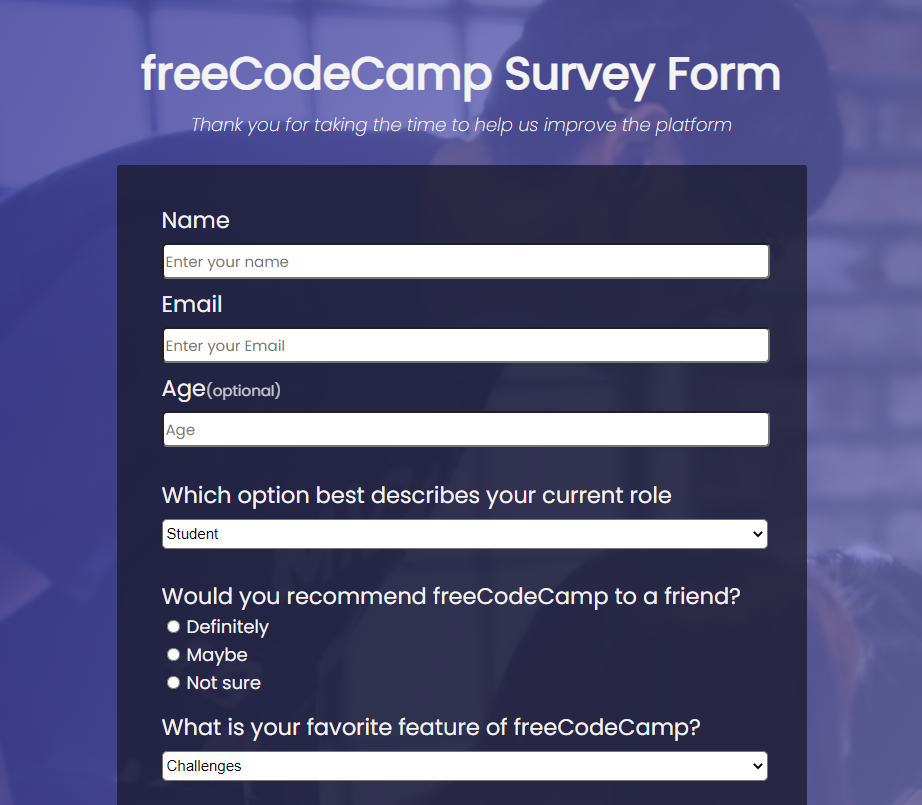 freeCodeCamp Survey Form
Thank you for taking the time to help us improve the platform
Name
Enter your name
Email
Enter your Email
Age(optional)
Age
Which option best describes your current role
Student
Would you recommend freeCodeCamp to a friend?
Definitely
Maybe
Not sure
What is your favorite feature of freeCodeCamp?
Challenges